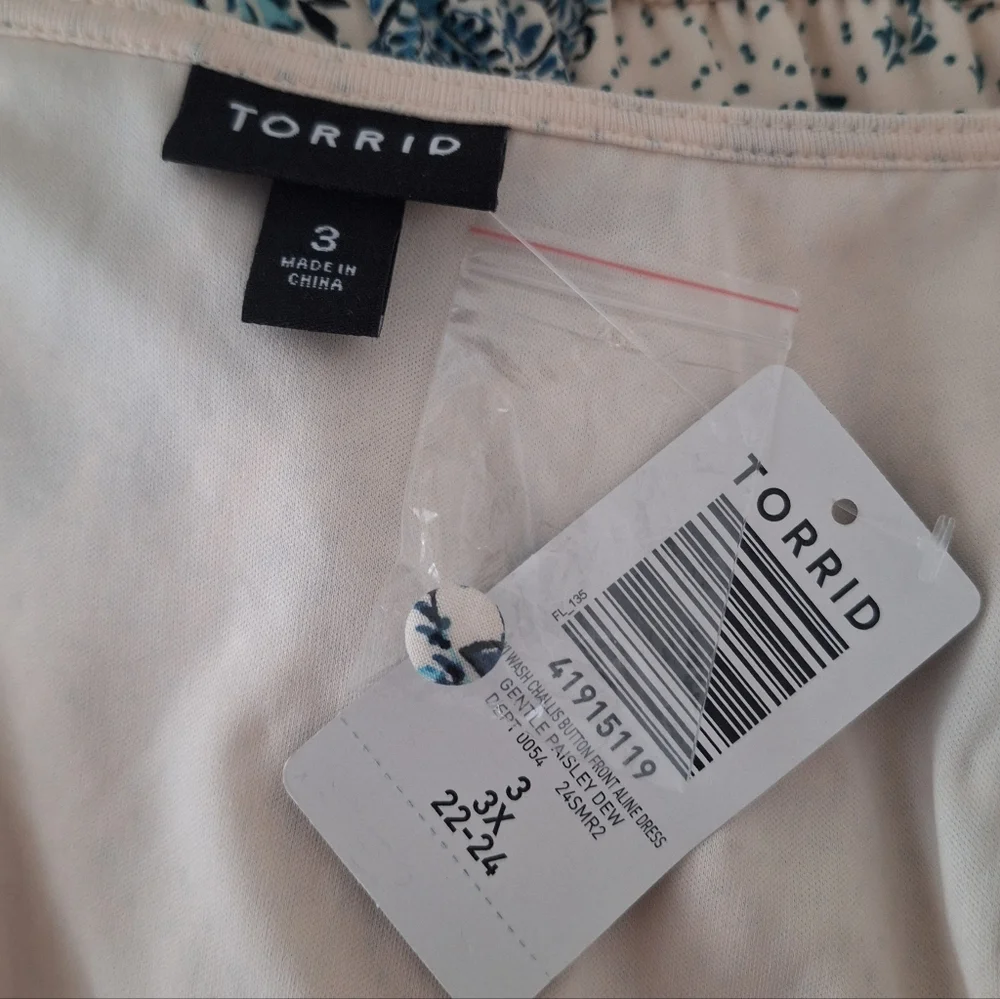 TORRID
3
MADE IN
CHINA
TORRID
FL_135
41915119
WASH CHALLIS BUTTON FRONT ALINE DRESS
GENTLE PAISLEY DEW
DEPT 0054 24SMR2
3
3X
22-24